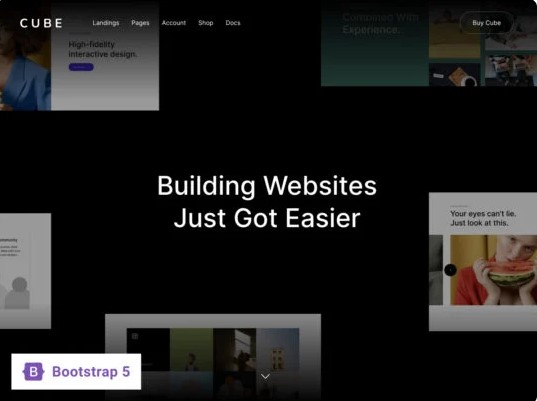 CUBE
Landings
Pages
Account
Shop
Docs
Buy Cube
High-fidelity
interactive design.
Combined With
Experience.
Building Websites
Just Got Easier
Your eyes can't lie.
Just look at this.
B
Bootstrap 5